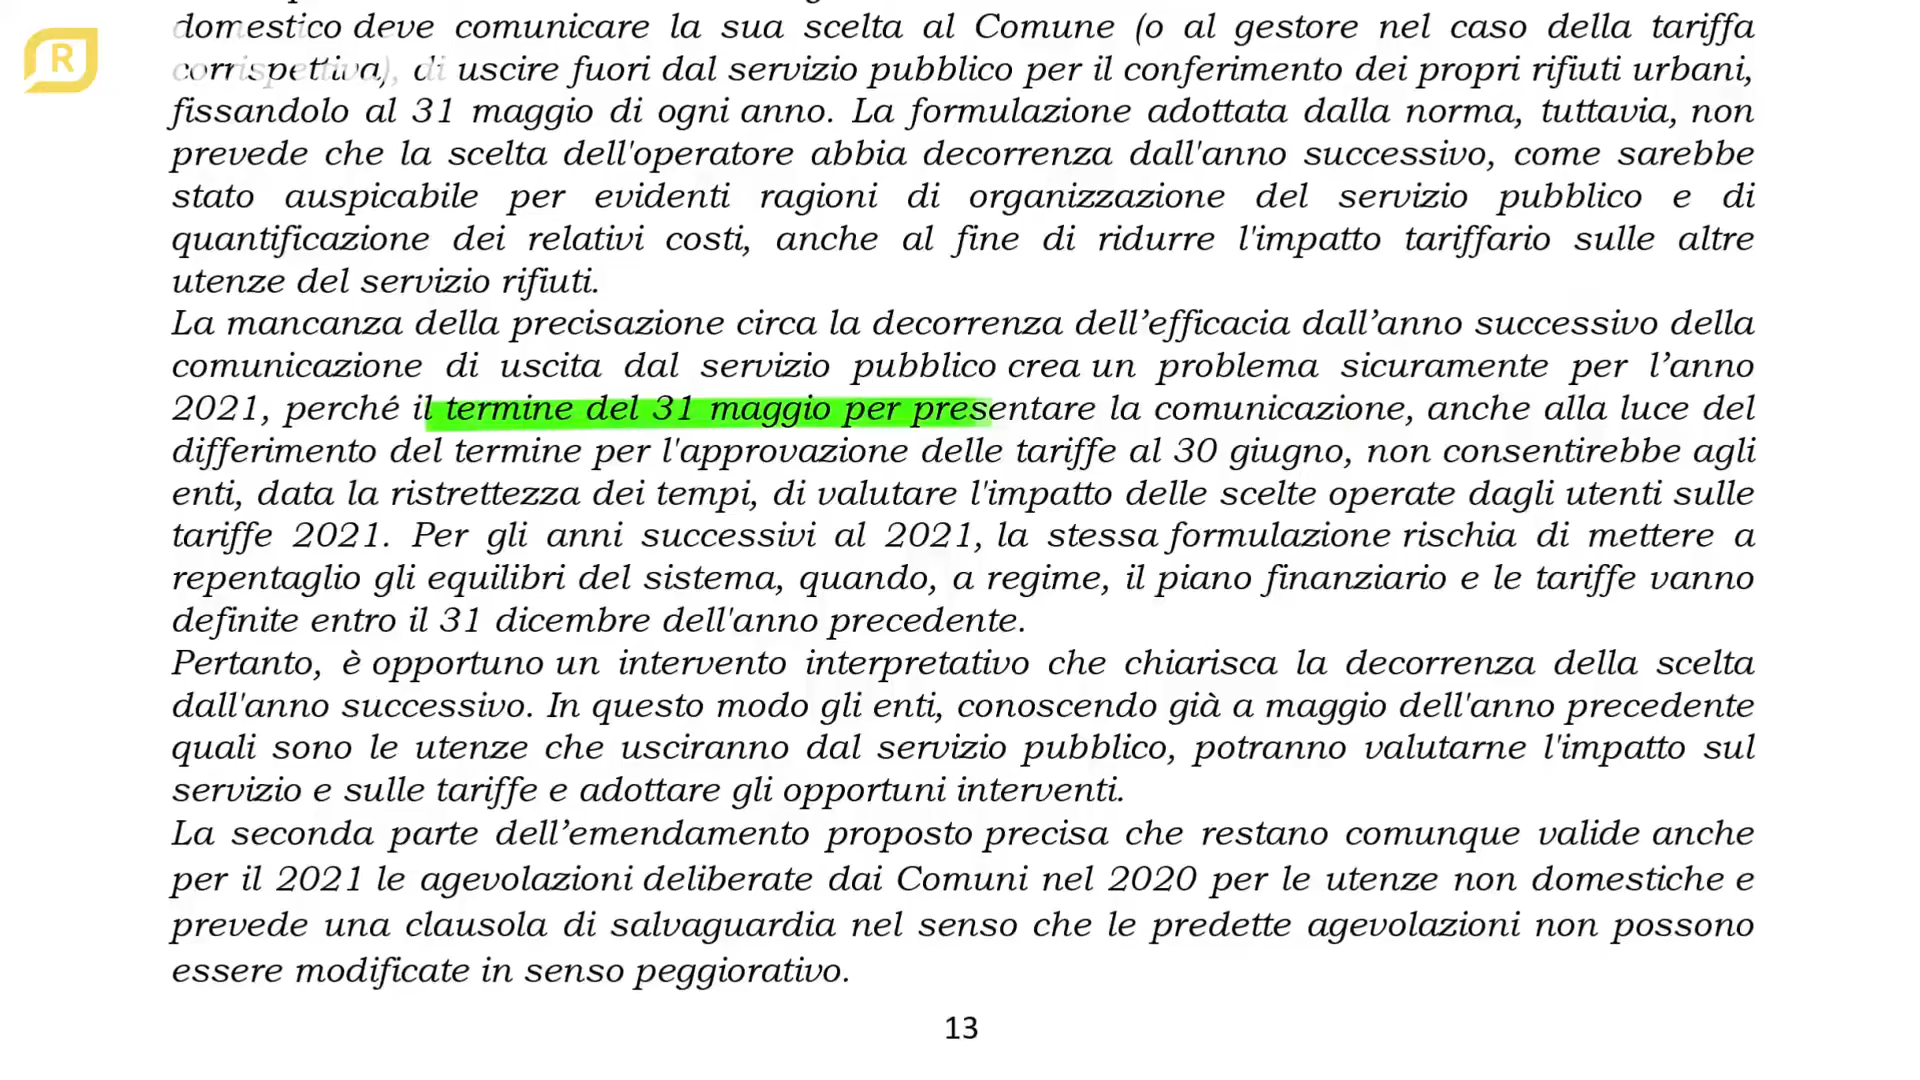 R
domestico deve comunicare la sua scelta al Comune (o al gestore nel caso della tariffa
corrispettiva), di uscire fuori dal servizio pubblico per il conferimento dei propri rifiuti urbani,
fissandolo al 31 maggio di ogni anno. La formulazione adottata dalla norma, tuttavia, non
prevede che la scelta dell'operatore abbia decorrenza dall'anno successivo, come sarebbe
stato auspicabile per evidenti ragioni di organizzazione del servizio pubblico e di
quantificazione dei relativi costi, anche al fine di ridurre l'impatto tariffario sulle altre
utenze del servizio rifiuti.
La mancanza della precisazione circa la decorrenza dell’efficacia dall’anno successivo della
comunicazione di uscita dal servizio pubblico crea un problema sicuramente per l’anno
2021, perché il termine del 31 maggio per presentare la comunicazione, anche alla luce del
differimento del termine per l'approvazione delle tariffe al 30 giugno, non consentirebbe agli
enti, data la ristrettezza dei tempi, di valutare l'impatto delle scelte operate dagli utenti sulle
tariffe 2021. Per gli anni successivi al 2021, la stessa formulazione rischia di mettere a
repentaglio gli equilibri del sistema, quando, a regime, il piano finanziario e le tariffe vanno
definite entro il 31 dicembre dell'anno precedente.
Pertanto, è opportuno un intervento interpretativo che chiarisca la decorrenza della scelta
dall'anno successivo. In questo modo gli enti, conoscendo già a maggio dell'anno precedente
quali sono le utenze che usciranno dal servizio pubblico, potranno valutarne l'impatto sul
servizio e sulle tariffe e adottare gli opportuni interventi.
La seconda parte dell’emendamento proposto precisa che restano comunque valide anche
per il 2021 le agevolazioni deliberate dai Comuni nel 2020 per le utenze non domestiche e
prevede una clausola di salvaguardia nel senso che le predette agevolazioni non possono
essere modificate in senso peggiorativo.
13